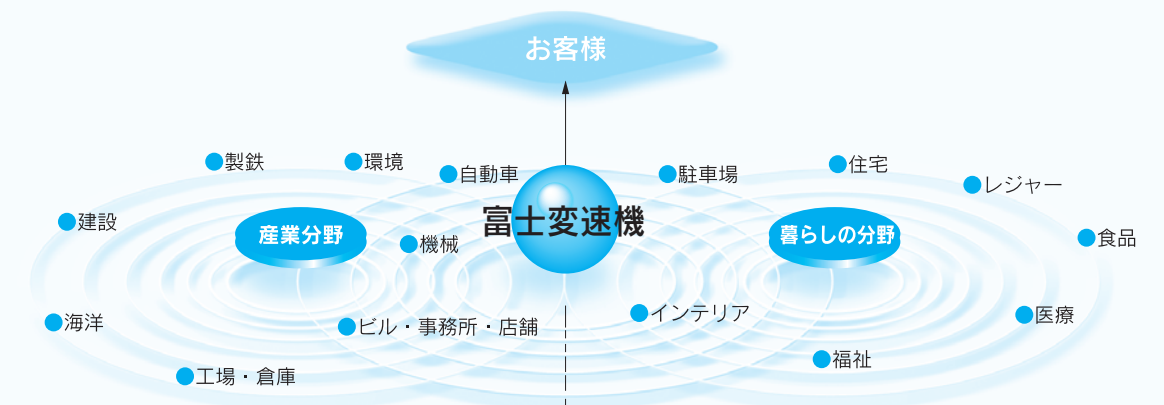 お客様
●製鉄
●環境
●自動車
●駐車場
●住宅
●レジャー
●建設
産業分野
●機械
富士変速機
暮らしの分野
●食品
●海洋
●ビル・事務所・店舗
●インテリア
●医療
●工場・倉庫
●福祉